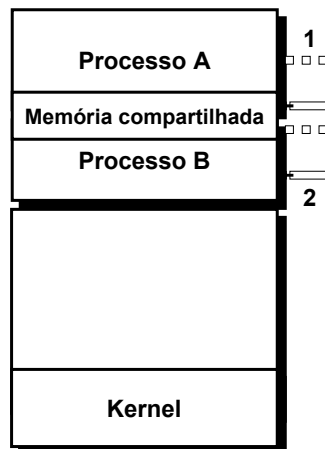 1
Processo A
Memória compartilhada
Processo B
2
Kernel